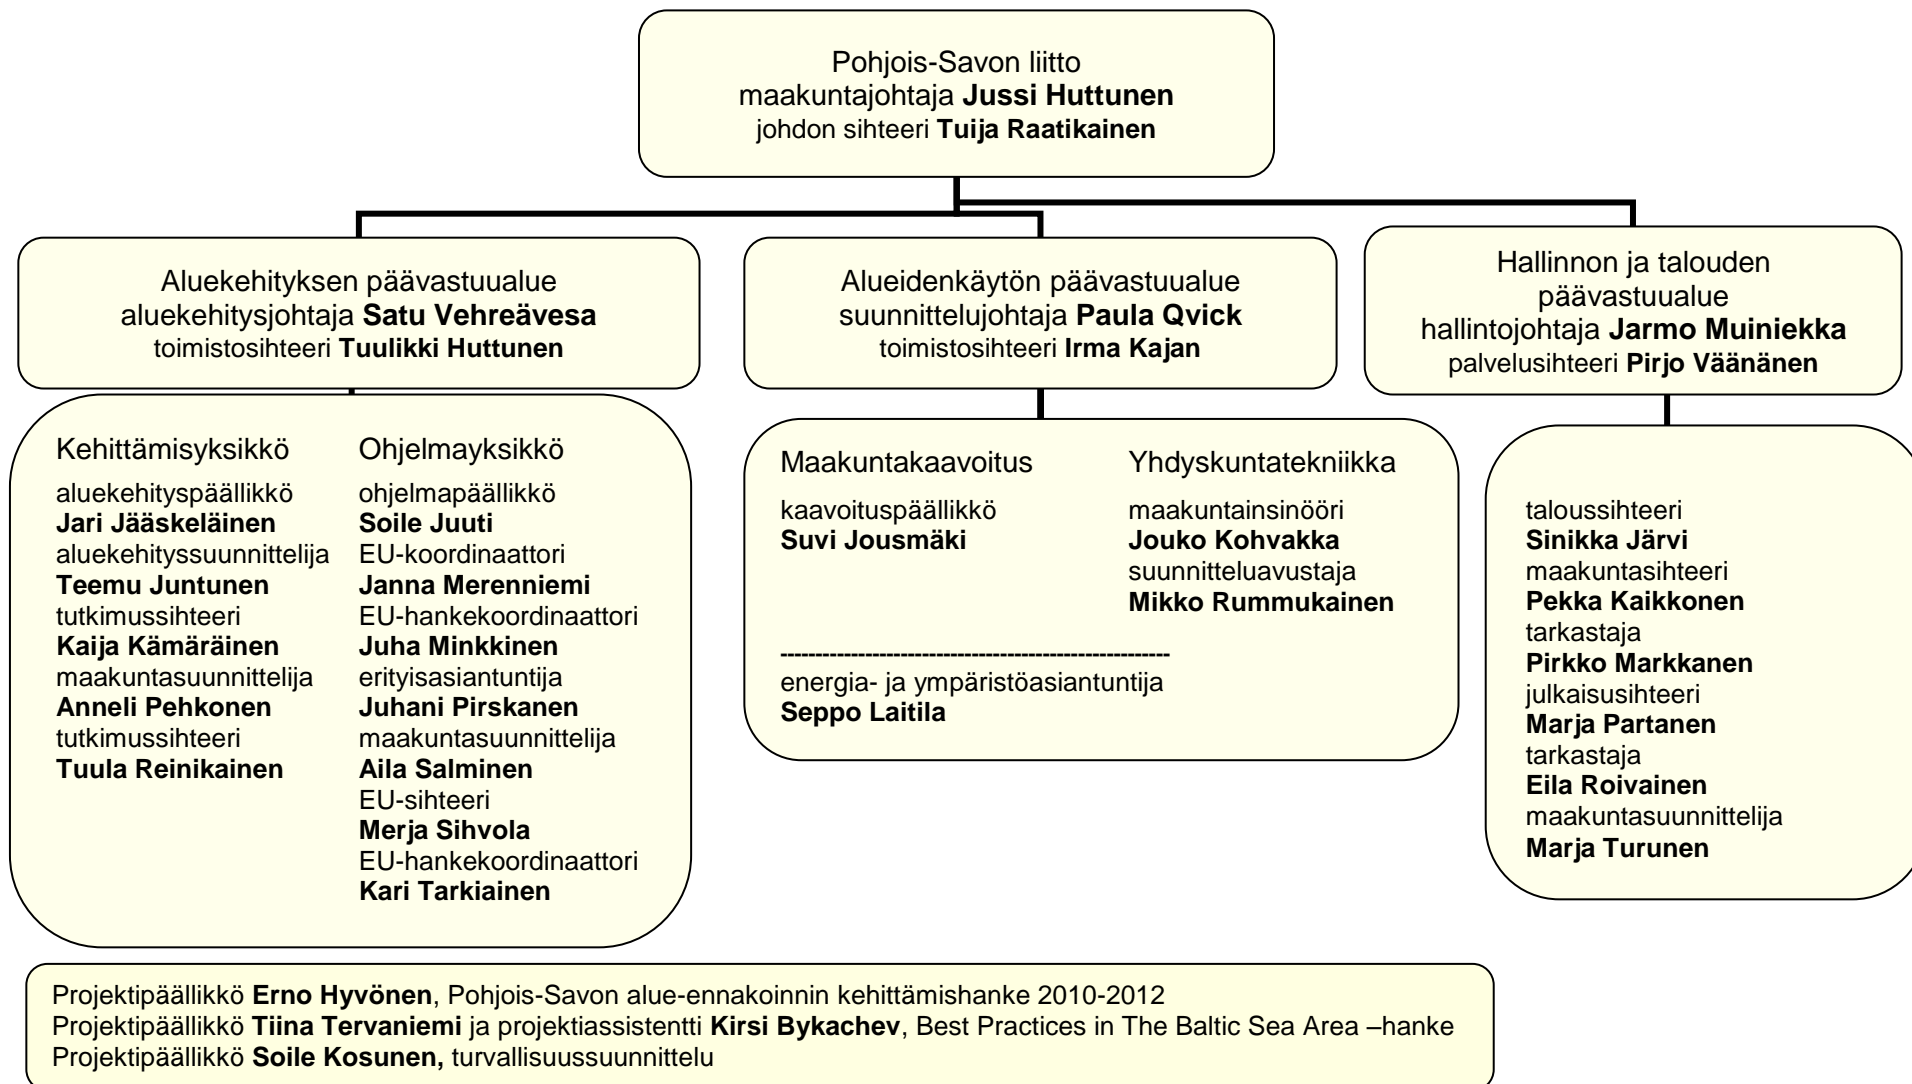 Pohjois-Savon liitto
maakuntajohtaja Jussi Huttunen
johdon sihteeri Tuija Raatikainen
Aluekehityksen päävastuualue
aluekehitysjohtaja Satu Vehreävesa
toimistosihteeri Tuulikki Huttunen
Alueidenkäytön päävastuualue
suunnittelujohtaja Paula Qvick
toimistosihteeri Irma Kajan
Hallinnon ja talouden
päävastuualue
hallintojohtaja Jarmo Muiniekka
palvelusihteeri Pirjo Väänänen
Kehittämisyksikkö
aluekehityspäällikkö
Jari Jääskeläinen
aluekehityssuunnittelija
Teemu Juntunen
tutkimussihteeri
Kaija Kämäräinen
maakuntasuunnittelija
Anneli Pehkonen
tutkimussihteeri
Tuula Reinikainen
Ohjelmayksikkö
ohjelmapäällikkö
Soile Juuti
EU-koordinaattori
Janna Merenniemi
EU-hankekoordinaattori
Juha Minkkinen
erityisasiantuntija
Juhani Pirskanen
maakuntasuunnittelija
Aila Salminen
EU-sihteeri
Merja Sihvola
EU-hankekoordinaattori
Kari Tarkiainen
Maakuntakaavoitus
kaavoituspäällikkö
Suvi Jousmäki
Yhdyskuntatekniikka
maakuntainsinööri
Jouko Kohvakka
suunnitteluavustaja
Mikko Rummukainen
-------------------------------------------------------
energia- ja ympäristöasiantuntija
Seppo Laitila
taloussihteeri
Sinikka Järvi
maakuntasihteeri
Pekka Kaikkonen
tarkastaja
Pirkko Markkanen
julkaisusihteeri
Marja Partanen
tarkastaja
Eila Roivainen
maakuntasuunnittelija
Marja Turunen
Projektipäällikkö Erno Hyvönen, Pohjois-Savon alue-ennakoinnin kehittämishanke 2010-2012
Projektipäällikkö Tiina Tervaniemi ja projektiassistentti Kirsi Bykachev, Best Practices in The Baltic Sea Area –hanke
Projektipäällikkö Soile Kosunen, turvallisuussuunnittelu